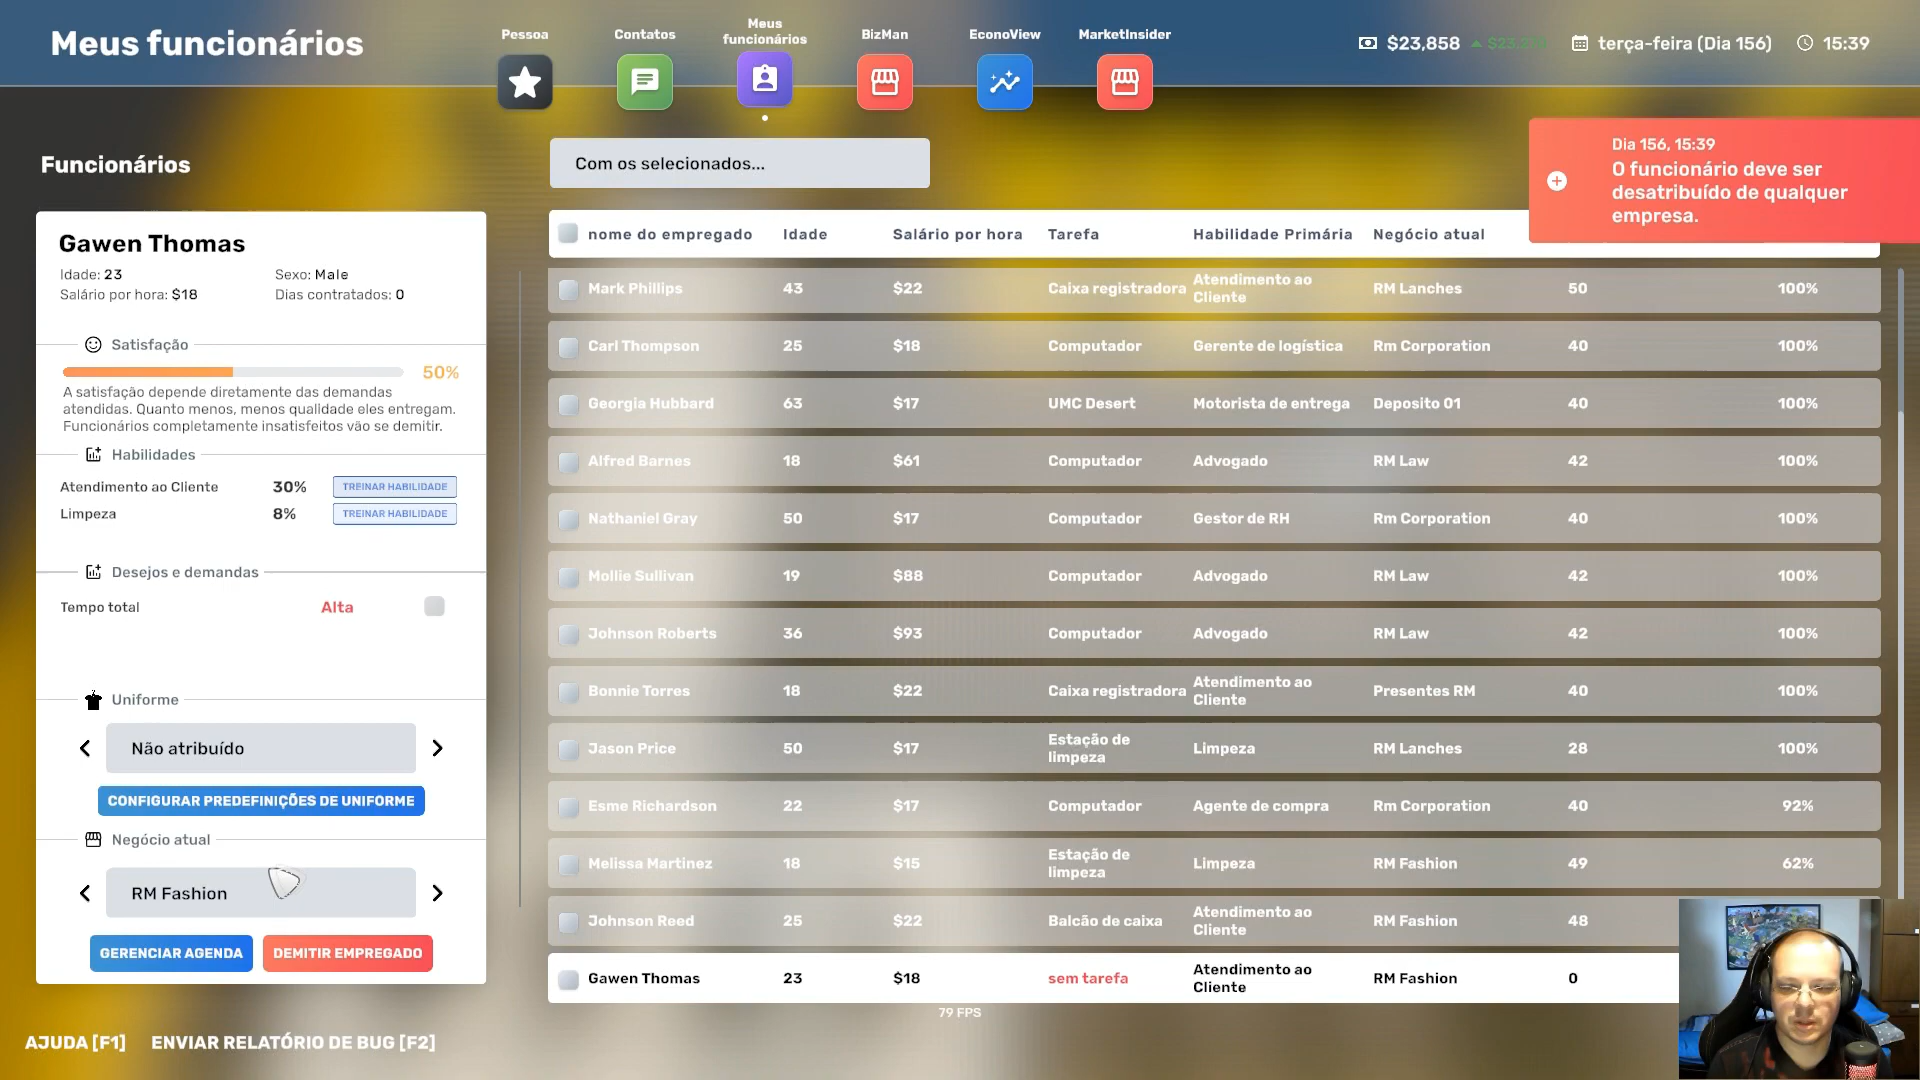 Meus funcionários
Pessoa
Contatos
Meus
funcionários
BizMan
EconoView
MarketInsider
$23,858
terça-feira (Dia 156)
15:39
Dia 156, 15:39
O funcionário deve ser
desatribuído de qualquer
empresa.
Funcionários
Com os selecionados...
Gawen Thomas
Idade: 23
Sexo: Male
Salário por hora: $18
Dias contratados: 0
Satisfação
50%
A satisfação depende diretamente das demandas
atendidas. Quanto menos, menos qualidade eles entregam.
Funcionários completamente insatisfeitos vão se demitir.
Habilidades
Atendimento ao Cliente 30% TREINAR HABILIDADE
Limpeza 8% TREINAR HABILIDADE
Desejos e demandas
Tempo total Alta
Uniforme
Não atribuído
CONFIGURAR PREDEFINIÇÕES DE UNIFORME
Negócio atual
RM Fashion
GERENCIAR AGENDA
DEMITIR EMPREGADO
nome do empregado Idade Salário por hora Tarefa Habilidade Primária Negócio atual
Mark Phillips 43 $22 Caixa registradora Atendimento ao Cliente RM Lanches 50 100%
Carl Thompson 25 $18 Computador Gerente de logística Rm Corporation 40 100%
Georgia Hubbard 63 $17 UMC Desert Motorista de entrega Deposito 01 40 100%
Alfred Barnes 18 $61 Computador Advogado RM Law 42 100%
Nathaniel Gray 50 $17 Computador Gestor de RH Rm Corporation 40 100%
Mollie Sullivan 19 $88 Computador Advogado RM Law 42 100%
Johnson Roberts 36 $93 Computador Advogado RM Law 42 100%
Bonnie Torres 18 $22 Caixa registradora Atendimento ao Cliente Presentes RM 40 100%
Jason Price 50 $17 Estação de limpeza Limpeza RM Lanches 28 100%
Esme Richardson 22 $17 Computador Agente de compra Rm Corporation 40 92%
Melissa Martinez 18 $15 Estação de limpeza Limpeza RM Fashion 49 62%
Johnson Reed 25 $22 Balcão de caixa Atendimento ao Cliente RM Fashion 48
Gawen Thomas 23 $18 sem tarefa Atendimento ao Cliente RM Fashion 0
79 FPS
AJUDA [F1]
ENVIAR RELATÓRIO DE BUG [F2]